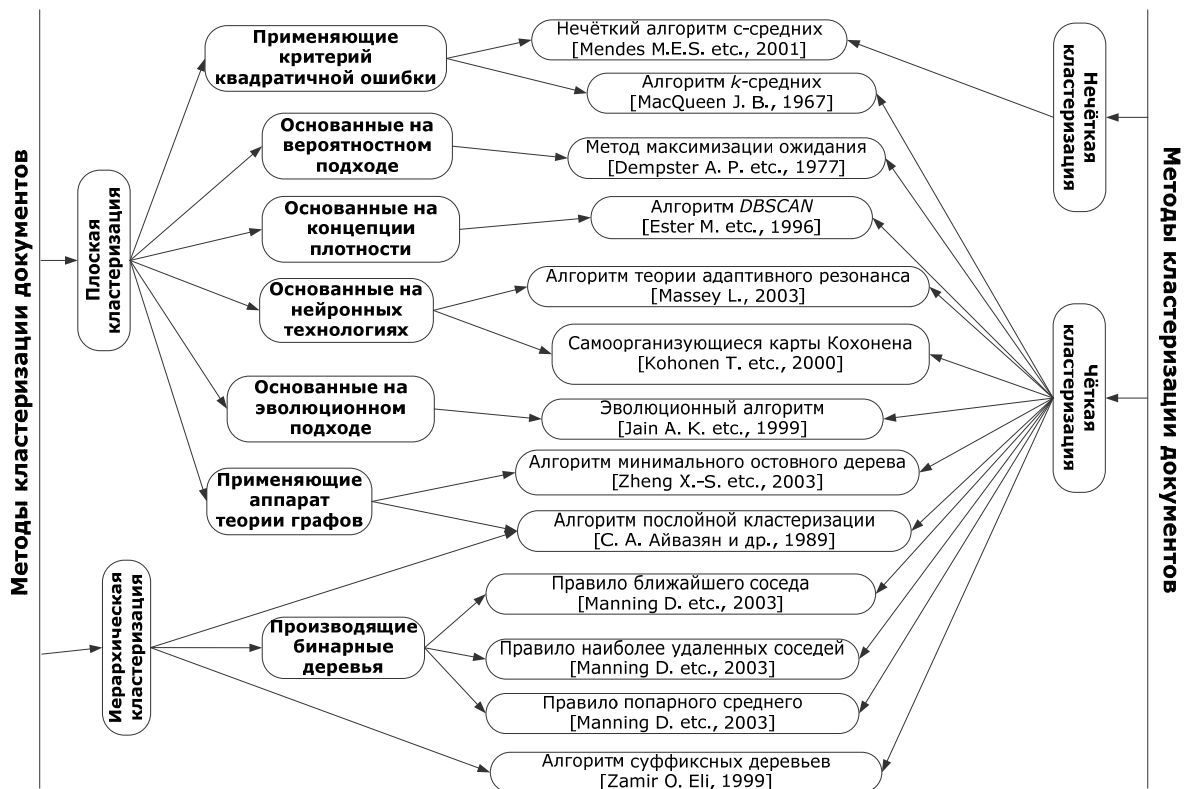 Методы кластеризации документов
Плоская
кластеризация
Иерархическая
кластеризация
Применяющие
критерий
квадратичной ошибки
Основанные на
вероятностном
подходе
Основанные на
концепции
плотности
Основанные на
нейронных
технологиях
Основанные на
эволюционном
подходе
Применяющие
аппарат
теории графов
Производящие
бинарные
деревья
Нечёткий алгоритм c-средних
[Mendes M.E.S. etc., 2001]
Алгоритм k-средних
[MacQueen J. B., 1967]
Метод максимизации ожидания
[Dempster A. P. etc., 1977]
Алгоритм DBSCAN
[Ester M. etc., 1996]
Алгоритм теории адаптивного резонанса
[Massey L., 2003]
Самоорганизующиеся карты Кохонена
[Kohonen T. etc., 2000]
Эволюционный алгоритм
[Jain A. K. etc., 1999]
Алгоритм минимального остовного дерева
[Zheng X.-S. etc., 2003]
Алгоритм послойной кластеризации
[С. А. Айвазян и др., 1989]
Правило ближайшего соседа
[Manning D. etc., 2003]
Правило наиболее удаленных соседей
[Manning D. etc., 2003]
Правило попарного среднего
[Manning D. etc., 2003]
Алгоритм суффиксных деревьев
[Zamir O. Eli, 1999]
Нечёткая
кластеризация
Чёткая
кластеризация
Методы кластеризации документов